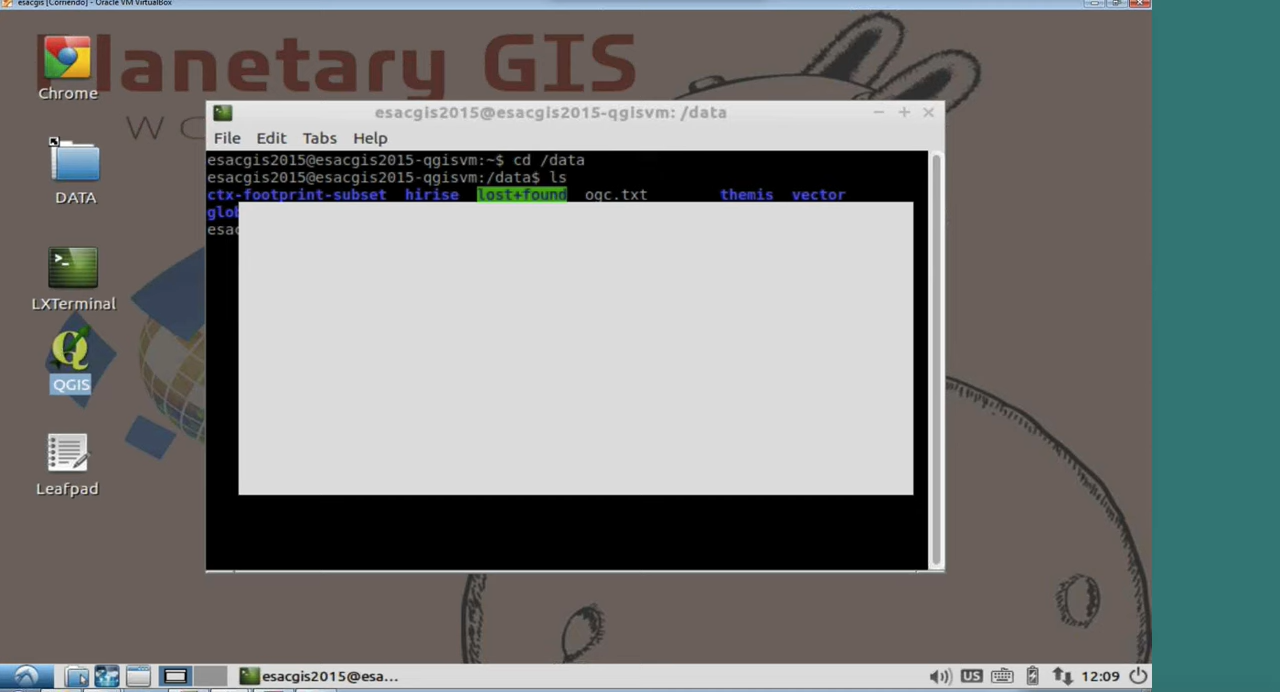 esacgis [Corriendo] - Oracle VM VirtualBox
Planetary GIS
Chrome
esacgis2015@esacgis2015-qgisvm: /data
File Edit Tabs Help
esacgis2015@esacgis2015-qgisvm:~$ cd /data
esacgis2015@esacgis2015-qgisvm:/data$ ls
ctx-footprint-subset hirise lost+found ogc.txt themis vector
DATA
LXTerminal
QGIS
Leafpad
esacgis2015@esa...
US
12:09